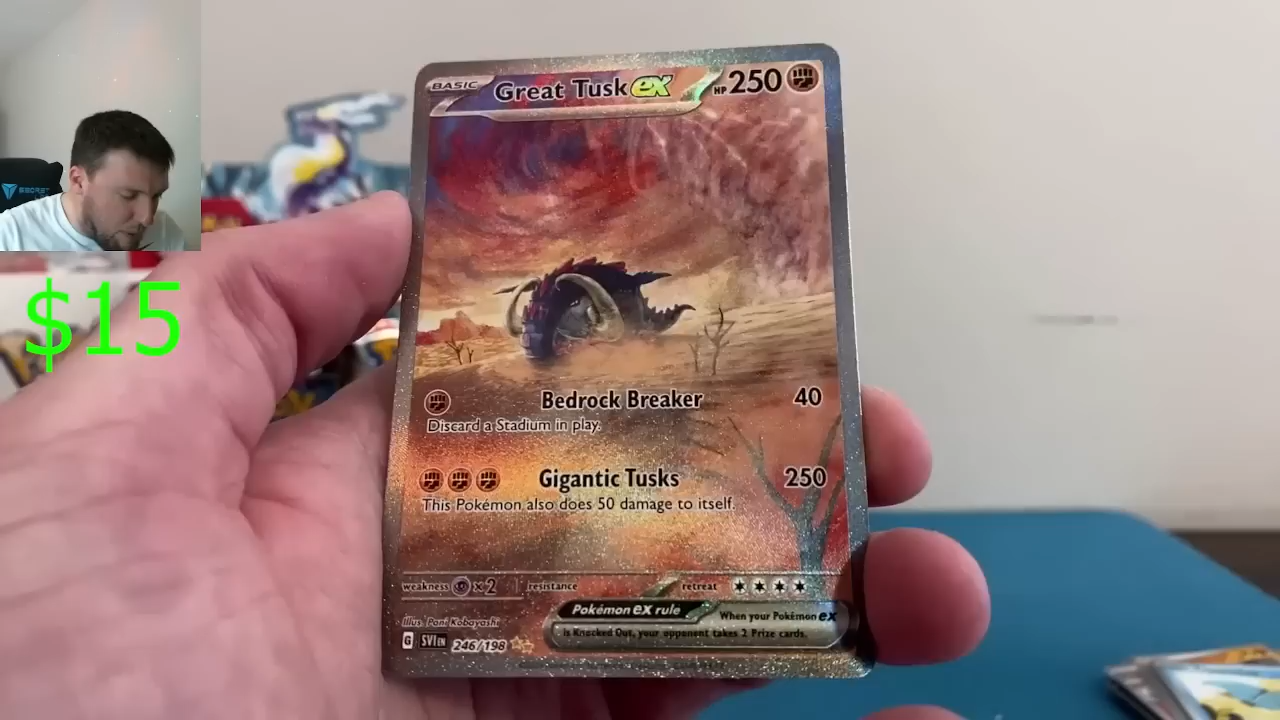 BASIC Great Tusk ex HP 250
$15
Bedrock Breaker 40
Discard a Stadium in play.
Gigantic Tusks 250
This Pokémon also does 50 damage to itself.
weakness ×2 resistance retreat
Pokémon ex rule When your Pokémon ex
is Knocked Out, your opponent takes 2 Prize cards.
Illus. Pani Kobayashi
G SVI EN 246/198